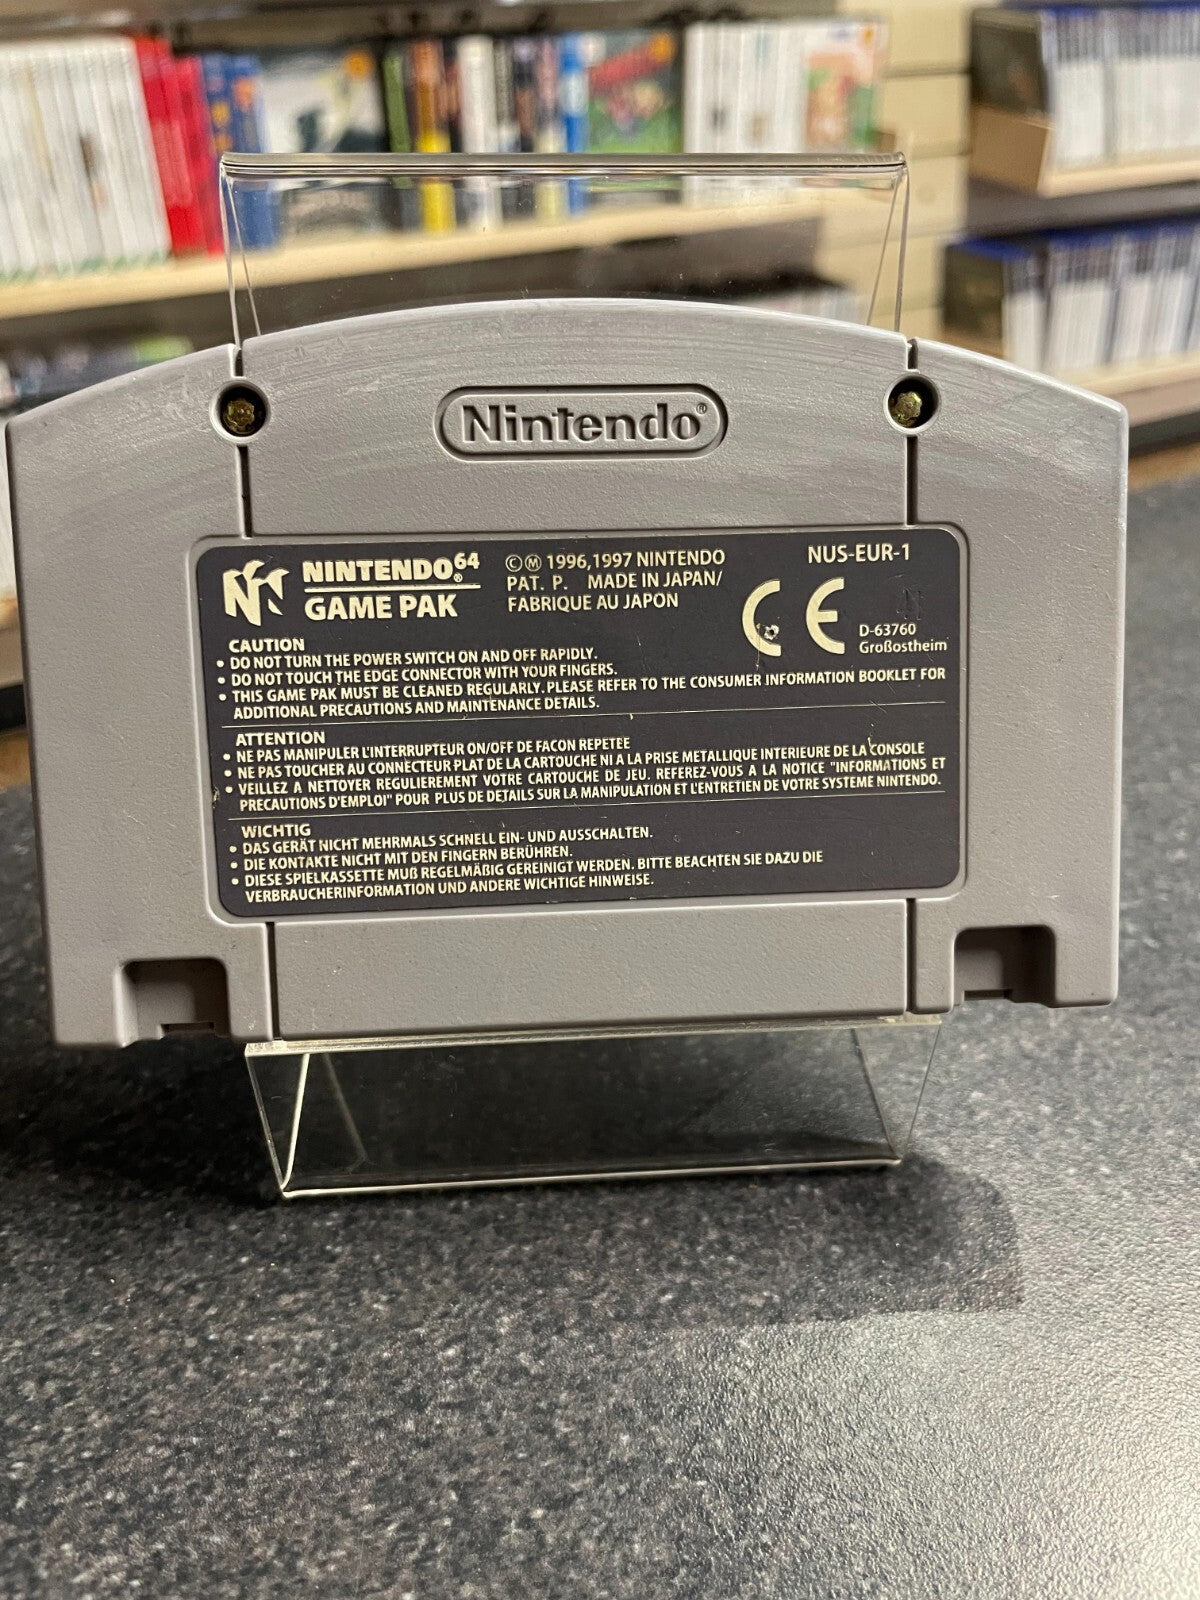 Nintendo®
NINTENDO64®
GAME PAK
©Ⓜ 1996,1997 NINTENDO
PAT. P. MADE IN JAPAN/
FABRIQUE AU JAPON
NUS-EUR-1
CE
D-63760
Großostheim
CAUTION
• DO NOT TURN THE POWER SWITCH ON AND OFF RAPIDLY.
• DO NOT TOUCH THE EDGE CONNECTOR WITH YOUR FINGERS.
• THIS GAME PAK MUST BE CLEANED REGULARLY. PLEASE REFER TO THE CONSUMER INFORMATION BOOKLET FOR
ADDITIONAL PRECAUTIONS AND MAINTENANCE DETAILS.
ATTENTION
• NE PAS MANIPULER L'INTERRUPTEUR ON/OFF DE FACON REPETEE
• NE PAS TOUCHER AU CONNECTEUR PLAT DE LA CARTOUCHE NI A LA PRISE METALLIQUE INTERIEURE DE LA CONSOLE
• VEILLEZ A NETTOYER REGULIEREMENT VOTRE CARTOUCHE DE JEU. REFEREZ-VOUS A LA NOTICE "INFORMATIONS ET
PRECAUTIONS D'EMPLOI" POUR PLUS DE DETAILS SUR LA MANIPULATION ET L'ENTRETIEN DE VOTRE SYSTEME NINTENDO.
WICHTIG
• DAS GERÄT NICHT MEHRMALS SCHNELL EIN- UND AUSSCHALTEN.
• DIE KONTAKTE NICHT MIT DEN FINGERN BERÜHREN.
• DIESE SPIELKASSETTE MUß REGELMÄßIG GEREINIGT WERDEN. BITTE BEACHTEN SIE DAZU DIE
VERBRAUCHERINFORMATION UND ANDERE WICHTIGE HINWEISE.